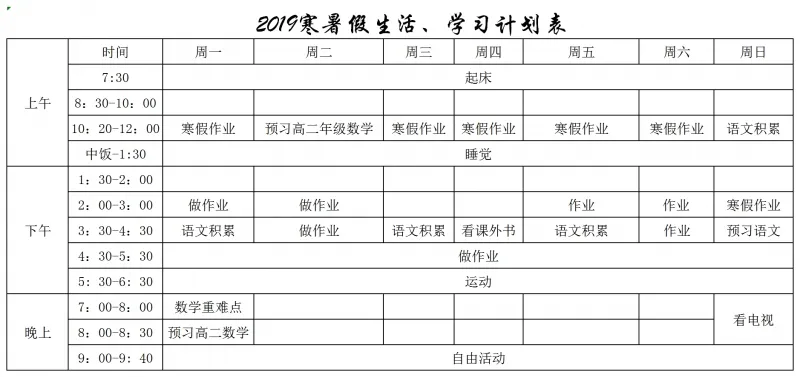 2019寒暑假生活、学习计划表
时间 周一 周二 周三 周四 周五 周六 周日
上午
7:30 起床
8：30-10：00
10：20-12：00 寒假作业 预习高二年级数学 寒假作业 寒假作业 寒假作业 寒假作业 语文积累
中饭-1:30 睡觉
下午
1：30-2：00
2：00-3：00 做作业 做作业 作业 作业 寒假作业
3：30-4：30 语文积累 做作业 语文积累 看课外书 语文积累 作业 预习语文
4：30-5：30 做作业
5：30-6：30 运动
晚上
7：00-8：00 数学重难点 看电视
8：00-8：30 预习高二数学
9：00-9：40 自由活动